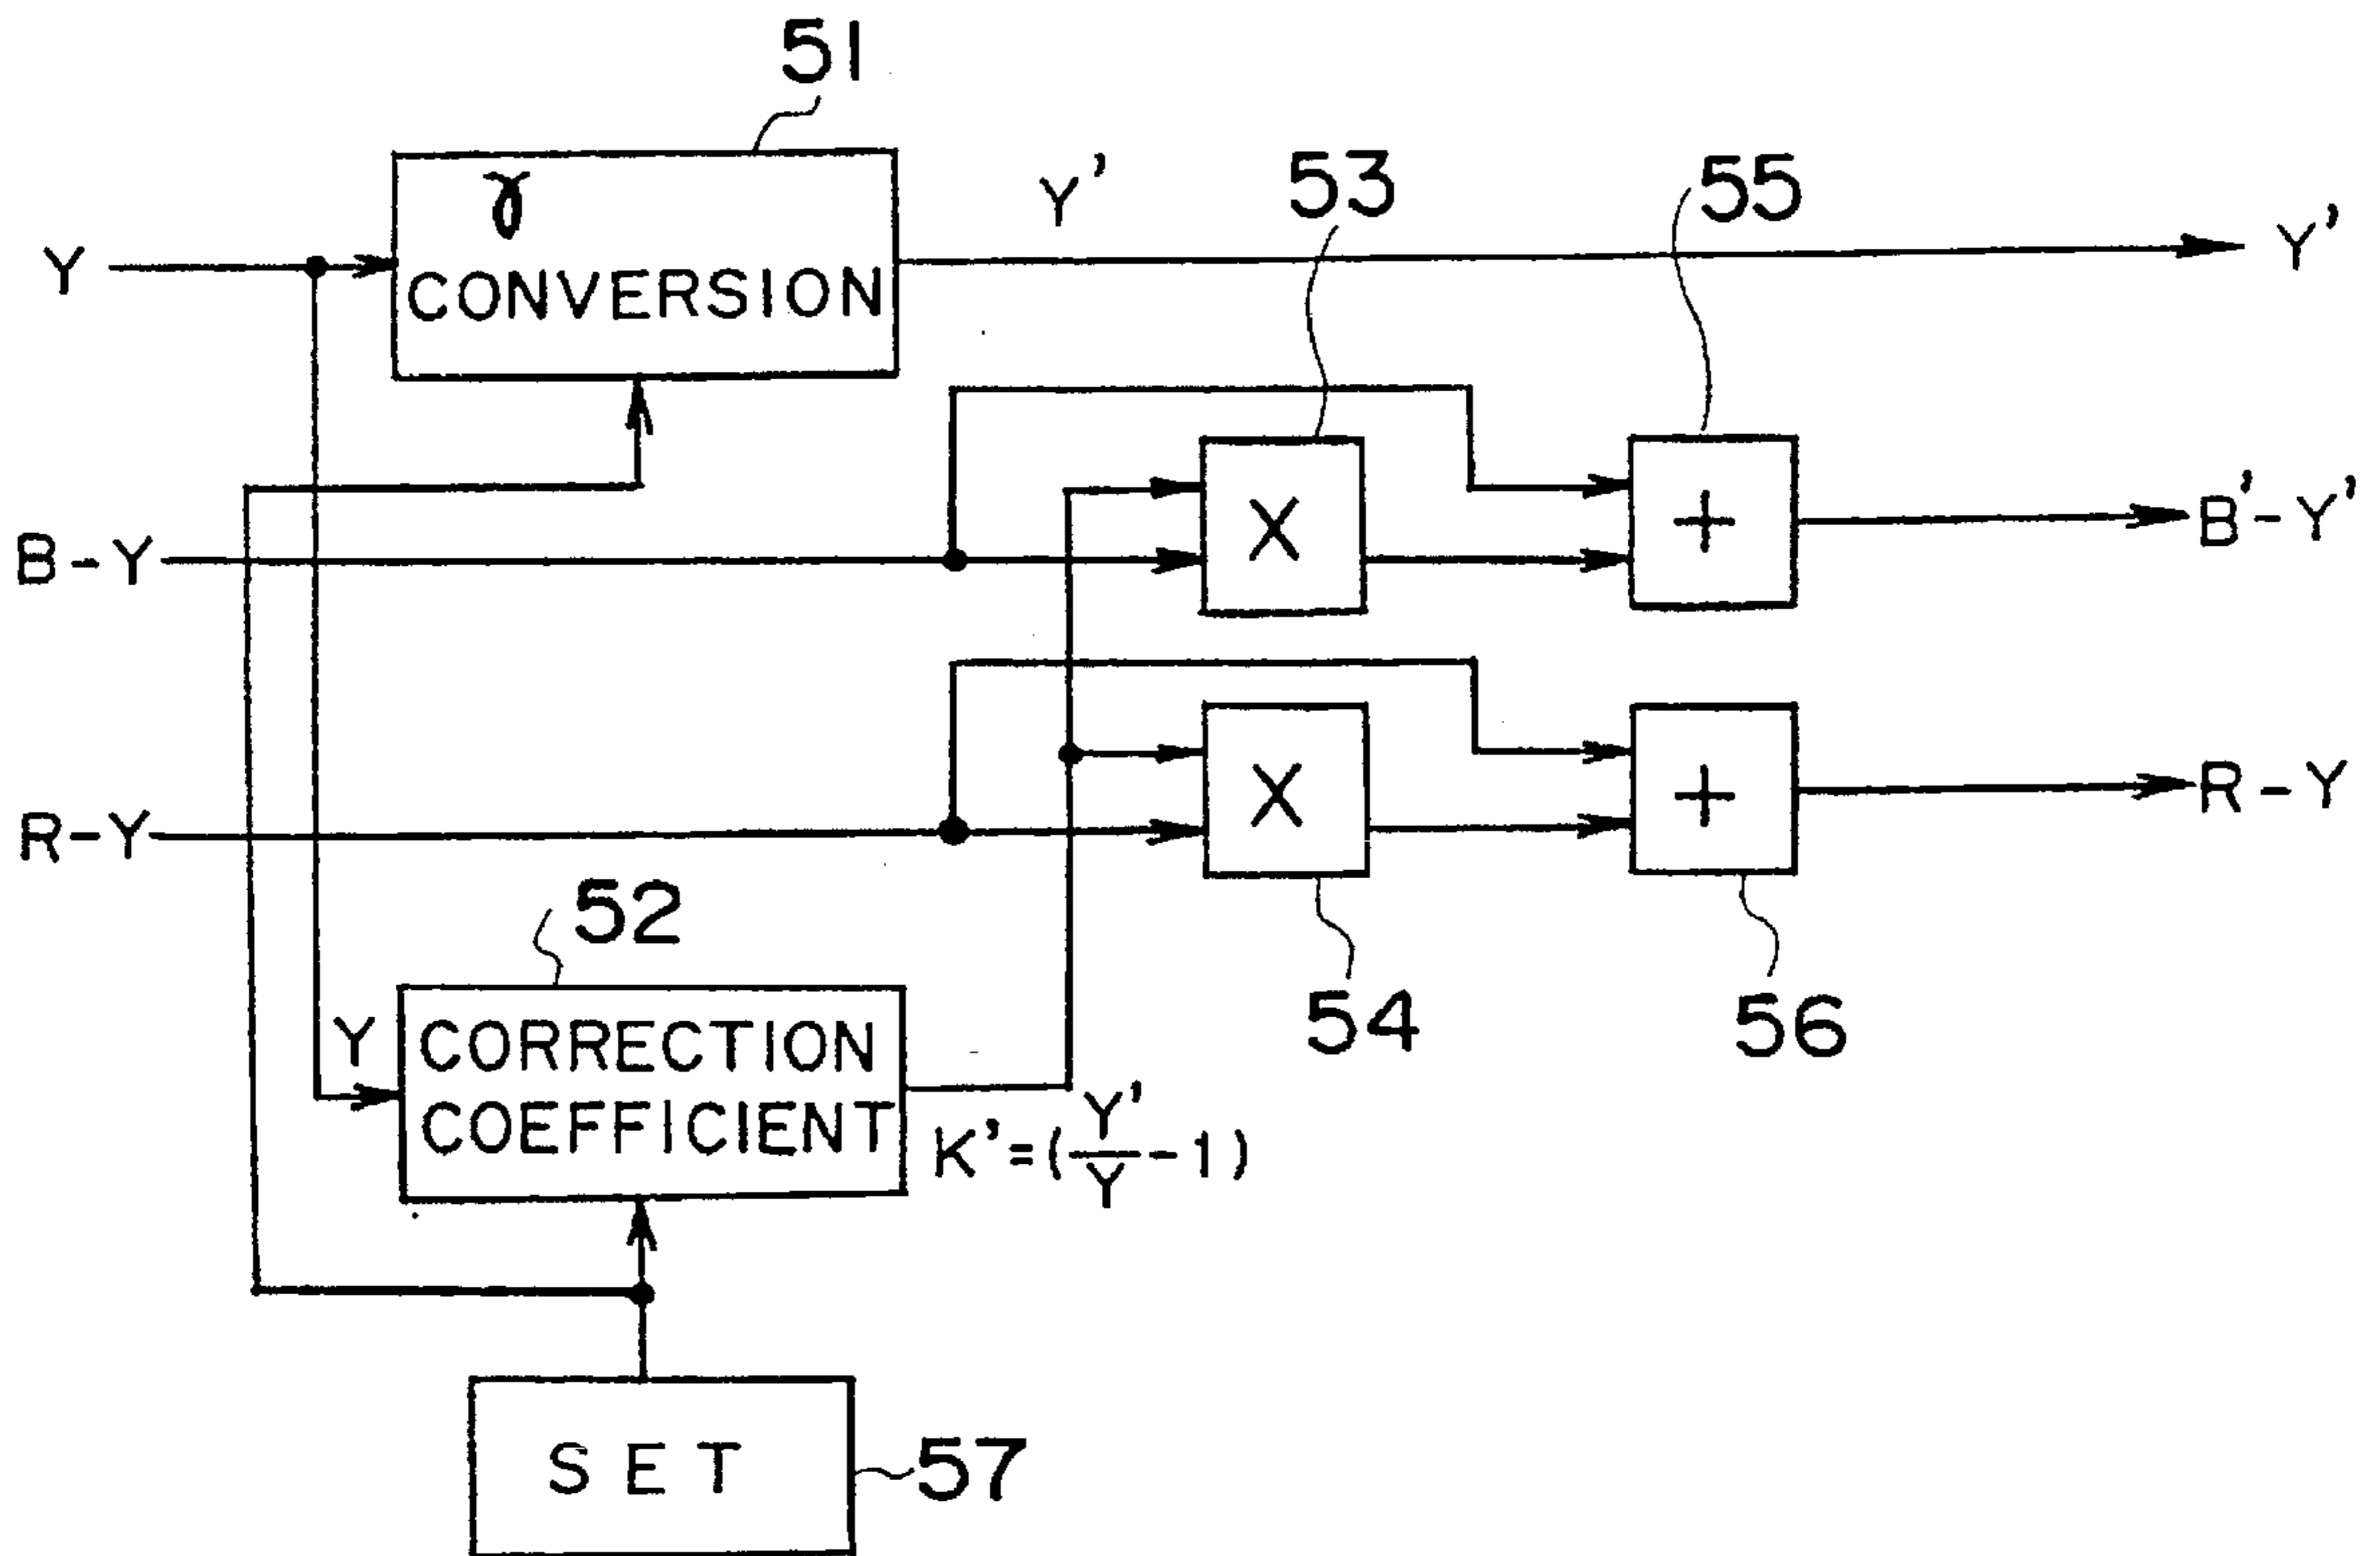 51
γ
CONVERSION
Y
Y'
53
55
Y'
B-Y
X
+
B'-Y'
R-Y
X
+
R-Y
52
Y
CORRECTION
COEFFICIENT
K'=(Y'/Y-1)
54
56
SET
57